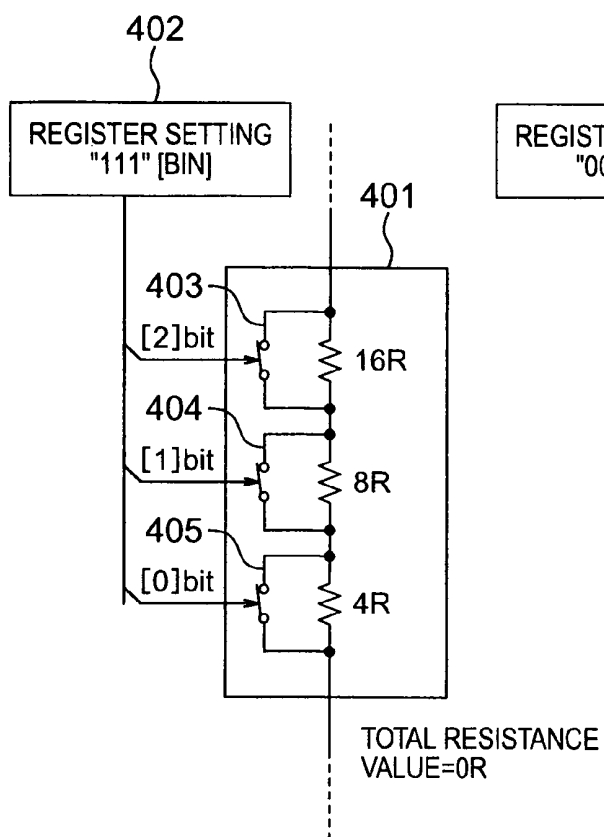 402
REGISTER SETTING
"111" [BIN]
REGIST
"00
401
403
[2]bit
16R
404
[1]bit
8R
405
[0]bit
4R
TOTAL RESISTANCE
VALUE=0R